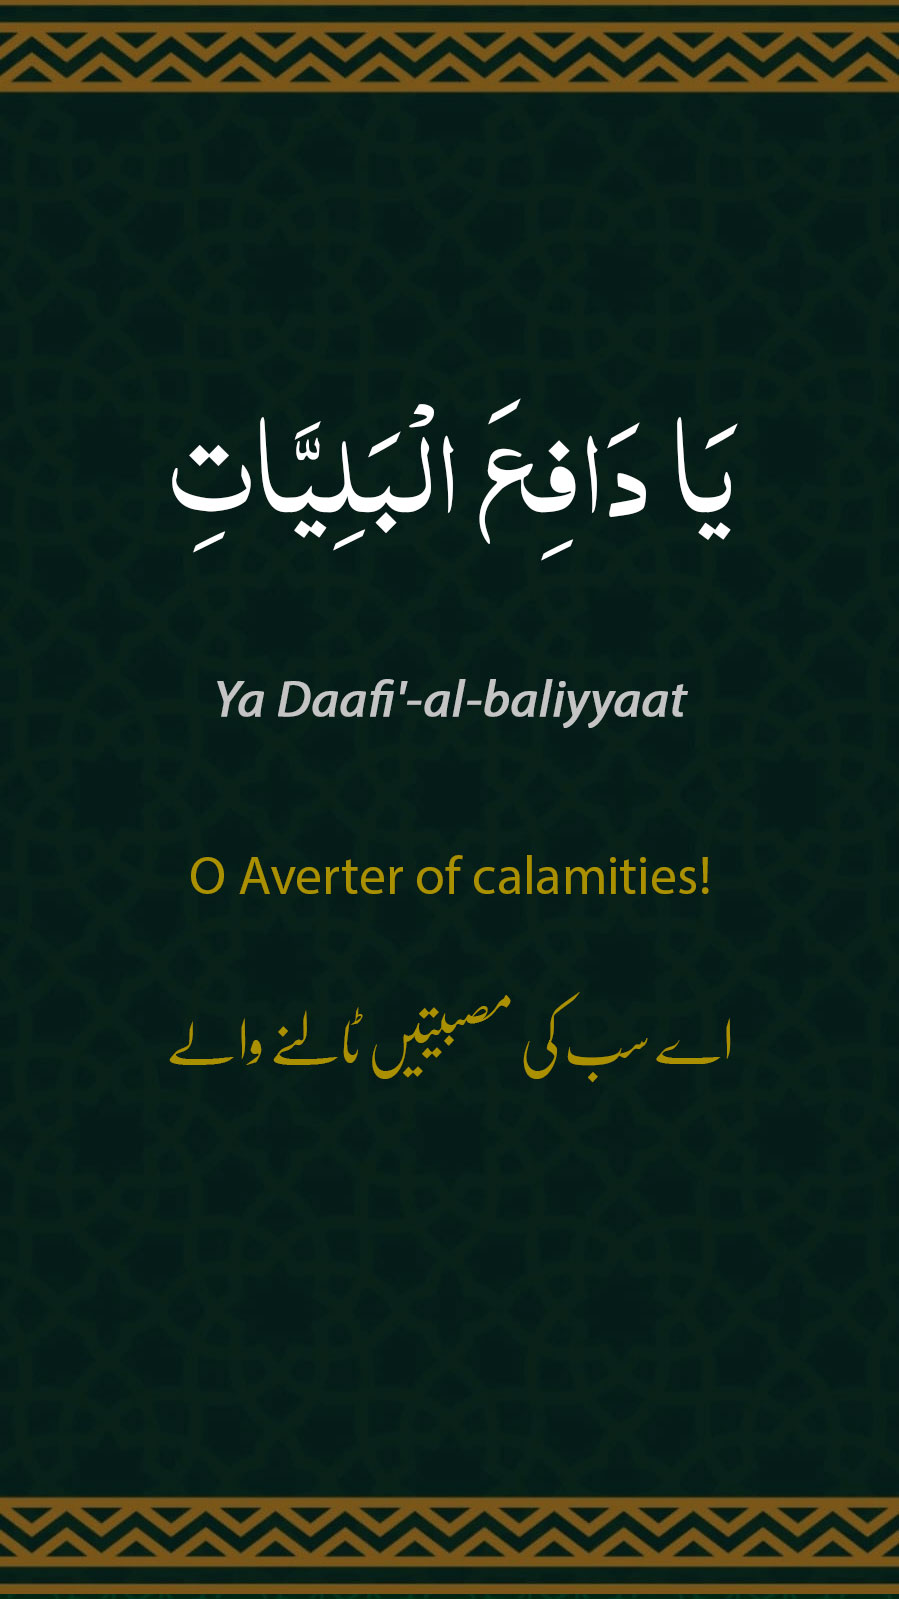 يَا دَافِعَ الْبَلِيَّاتِ
Ya Daafi'-al-baliyyaat
O Averter of calamities!
اے سب کی مصیبتیں ٹالنے والے